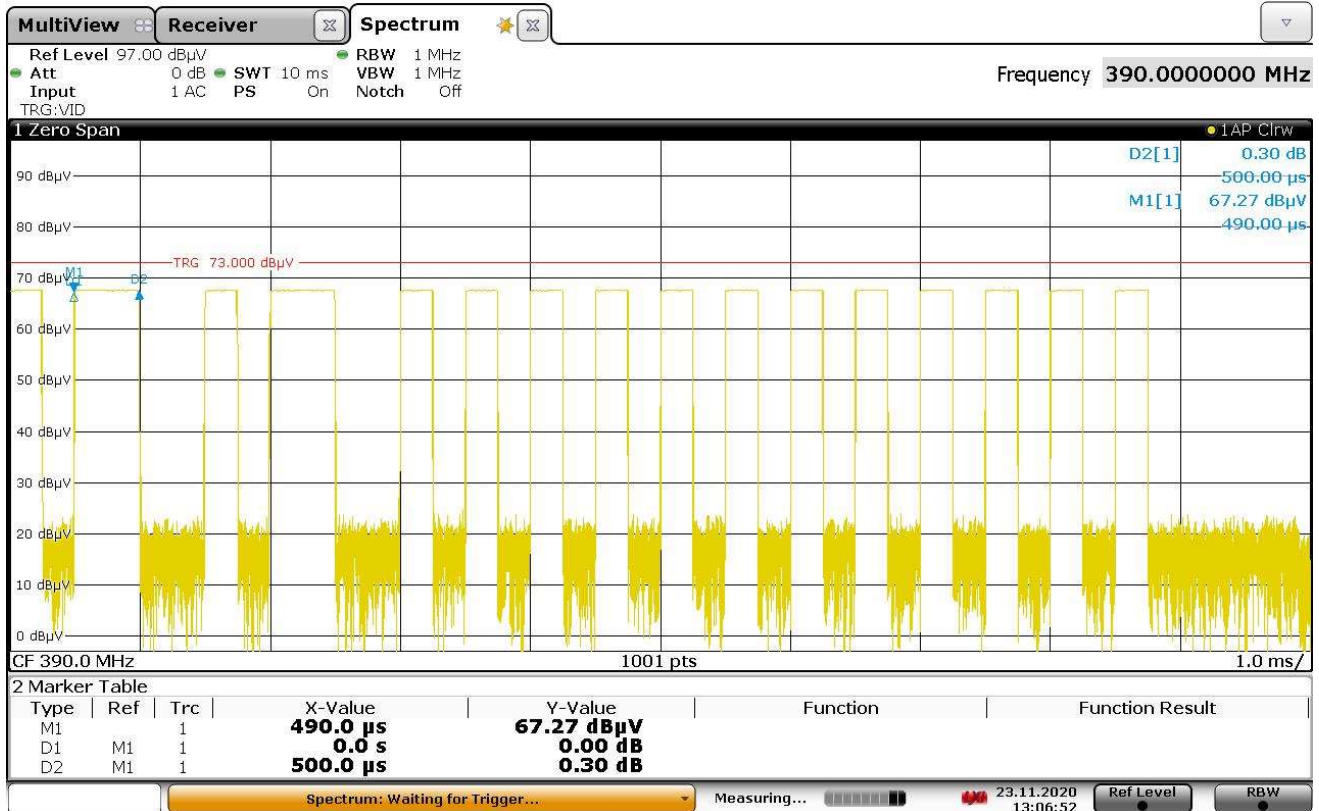 MultiView Receiver Spectrum
Ref Level 97.00 dBµV RBW 1 MHz
Att 0 dB SWT 10 ms VBW 1 MHz
Input 1 AC PS On Notch Off
TRG:VID
Frequency 390.0000000 MHz
1 Zero Span 1AP Clrw
D2[1] 0.30 dB
500.00 µs
M1[1] 67.27 dBµV
490.00 µs
90 dBµV
80 dBµV
TRG 73.000 dBµV
70 dBµV M1 D2
60 dBµV
50 dBµV
40 dBµV
30 dBµV
20 dBµV
10 dBµV
0 dBµV
CF 390.0 MHz 1001 pts 1.0 ms/
2 Marker Table
Type Ref Trc X-Value Y-Value Function Function Result
M1 1 490.0 µs 67.27 dBµV
D1 M1 1 0.0 s 0.00 dB
D2 M1 1 500.0 µs 0.30 dB
Spectrum: Waiting for Trigger... Measuring... 23.11.2020 Ref Level RBW
13:06:52